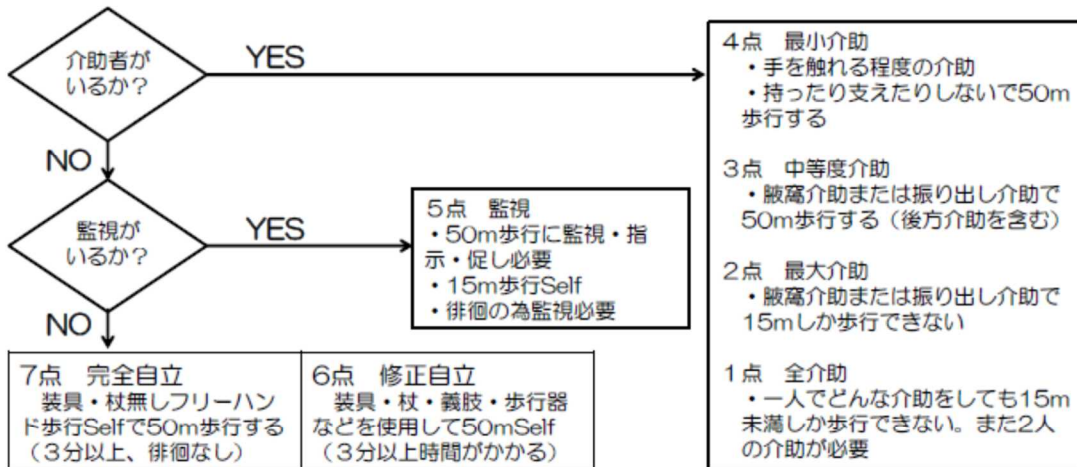 介助者が
いるか？
YES
NO
監視が
いるか？
YES
NO
4点　最小介助
・手を触れる程度の介助
・持ったり支えたりしないで50m
歩行する
3点　中等度介助
・腋窩介助または振り出し介助で
50m歩行する（後方介助を含む）
2点　最大介助
・腋窩介助または振り出し介助で
15mしか歩行できない
1点　全介助
・一人でどんな介助をしても15m
未満しか歩行できない。また2人
の介助が必要
5点　監視
・50m歩行に監視・指
示・促し必要
・15m歩行Self
・徘徊の為監視必要
7点　完全自立
装具・杖無しフリーハン
ド歩行Selfで50m歩行する
（3分以上、徘徊なし）
6点　修正自立
装具・杖・義肢・歩行器
などを使用して50mSelf
（3分以上時間がかかる）